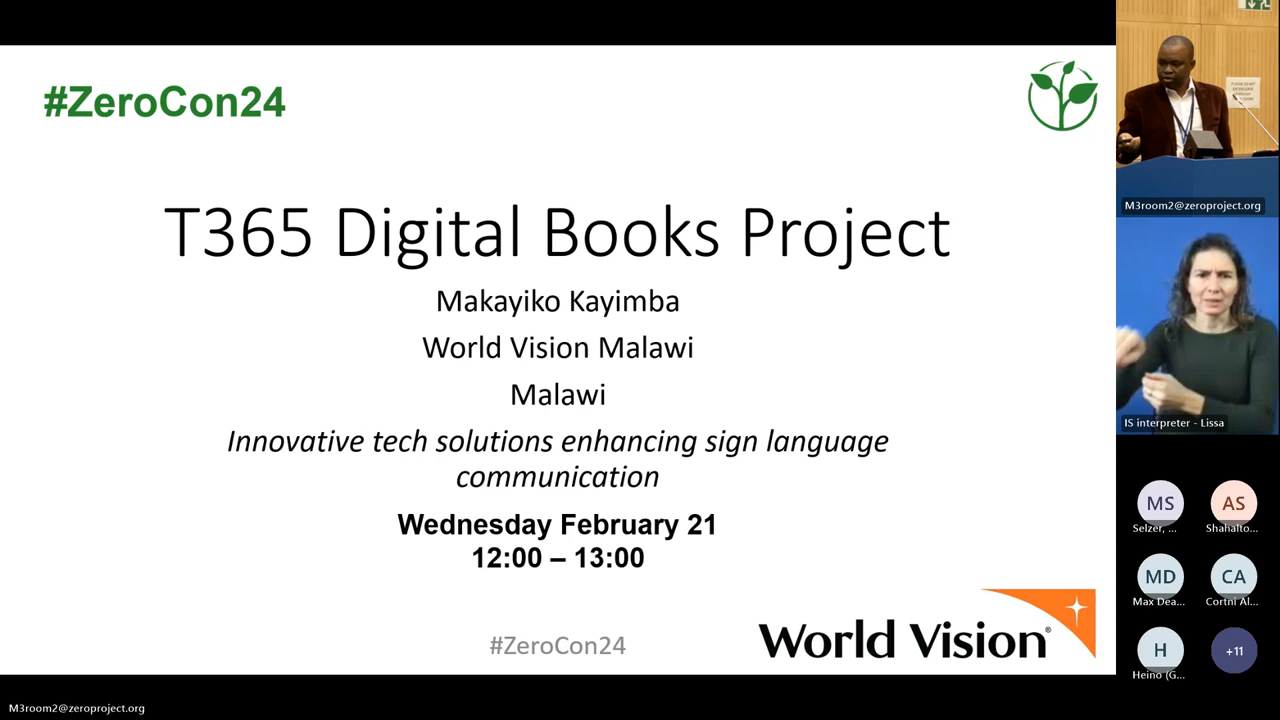 #ZeroCon24
T365 Digital Books Project
Makayiko Kayimba
World Vision Malawi
Malawi
Innovative tech solutions enhancing sign language
communication
Wednesday February 21
12:00 – 13:00
#ZeroCon24
World Vision®
M3room2@zeroproject.org
IS interpreter - Lissa
MS
AS
Selzer, ...
Shahalto...
MD
CA
Max Dea...
Cortni Al...
H
+11
Heino (G...
M3room2@zeroproject.org